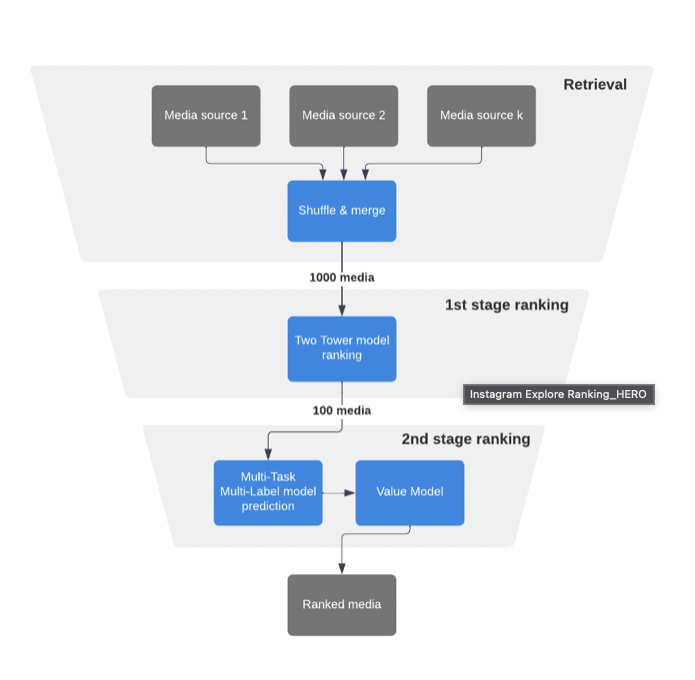 Retrieval
Media source 1
Media source 2
Media source k
Shuffle & merge
1000 media
1st stage ranking
Two Tower model
ranking
Instagram Explore Ranking_HERO
100 media
2nd stage ranking
Multi-Task
Multi-Label model
prediction
Value Model
Ranked media